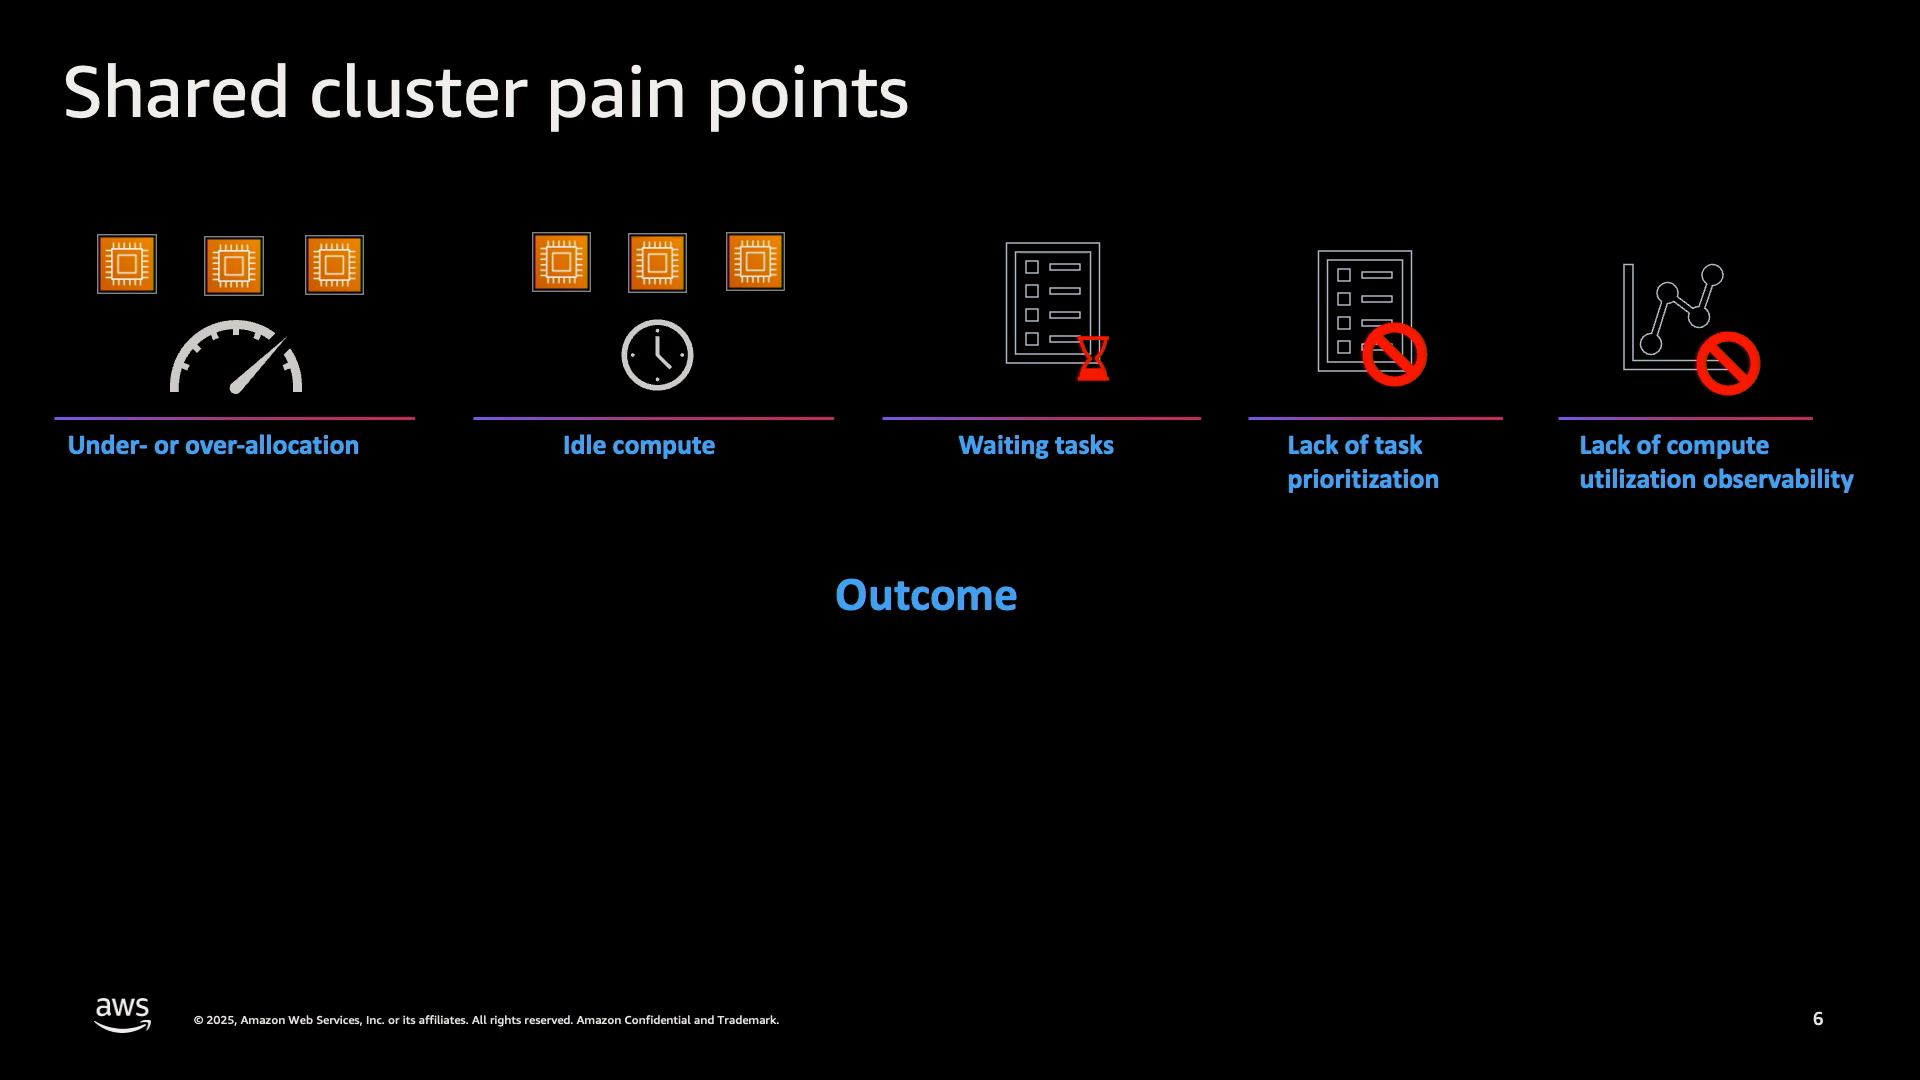 Shared cluster pain points
Under- or over-allocation
Idle compute
Waiting tasks
Lack of task
prioritization
Lack of compute
utilization observability
Outcome
aws
© 2025, Amazon Web Services, Inc. or its affiliates. All rights reserved. Amazon Confidential and Trademark.
6